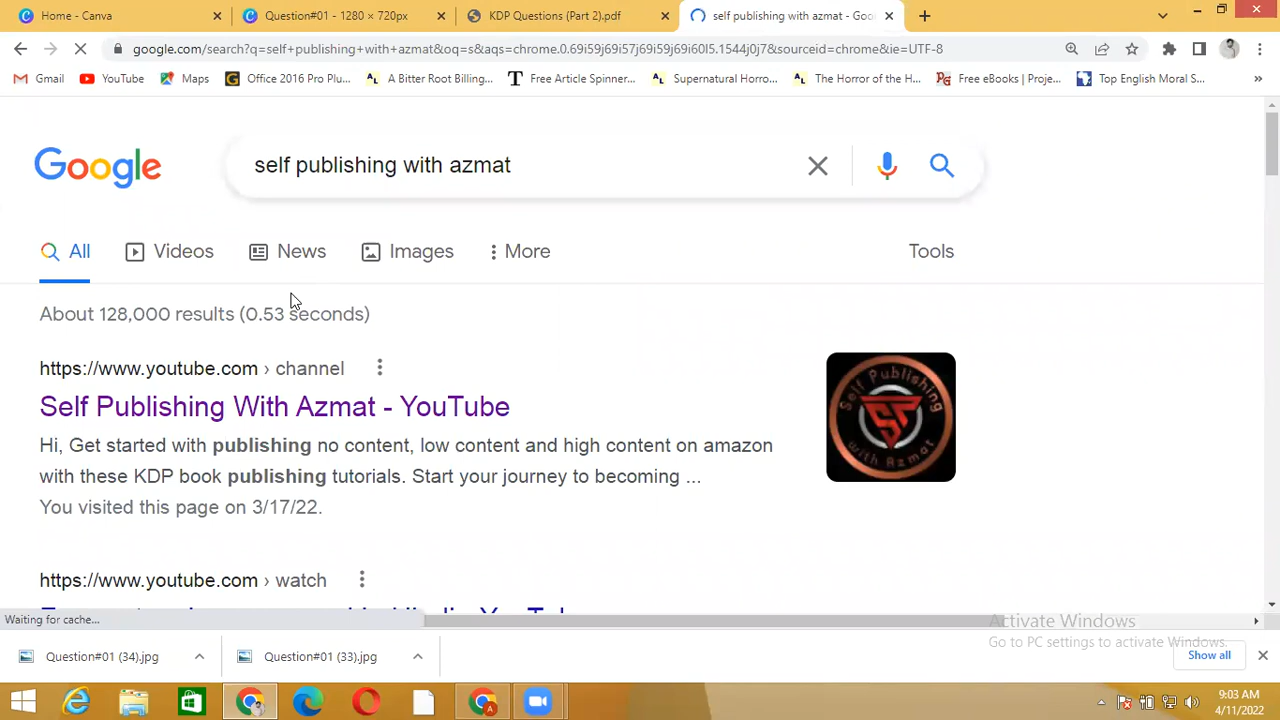 Home - Canva
Question#01 - 1280 × 720px
KDP Questions (Part 2).pdf
self publishing with azmat - Goo
google.com/search?q=self+publishing+with+azmat&oq=s&aqs=chrome.0.69i59j69i57j69i59j69i60l5.1544j0j7&sourceid=chrome&ie=UTF-8
Gmail
YouTube
Maps
Office 2016 Pro Plu...
A Bitter Root Billing...
Free Article Spinner...
Supernatural Horro...
The Horror of the H...
Free eBooks | Proje...
Top English Moral S...
»
Google
self publishing with azmat
All
Videos
News
Images
More
Tools
About 128,000 results (0.53 seconds)
https://www.youtube.com › channel
Self Publishing With Azmat - YouTube
Hi, Get started with publishing no content, low content and high content on amazon
with these KDP book publishing tutorials. Start your journey to becoming ...
You visited this page on 3/17/22.
Self Publishing
with Azmat
https://www.youtube.com › watch
Waiting for cache...
Activate Windows
Go to PC settings to activate Windows.
Question#01 (34).jpg
Question#01 (33).jpg
Show all
9:03 AM
4/11/2022